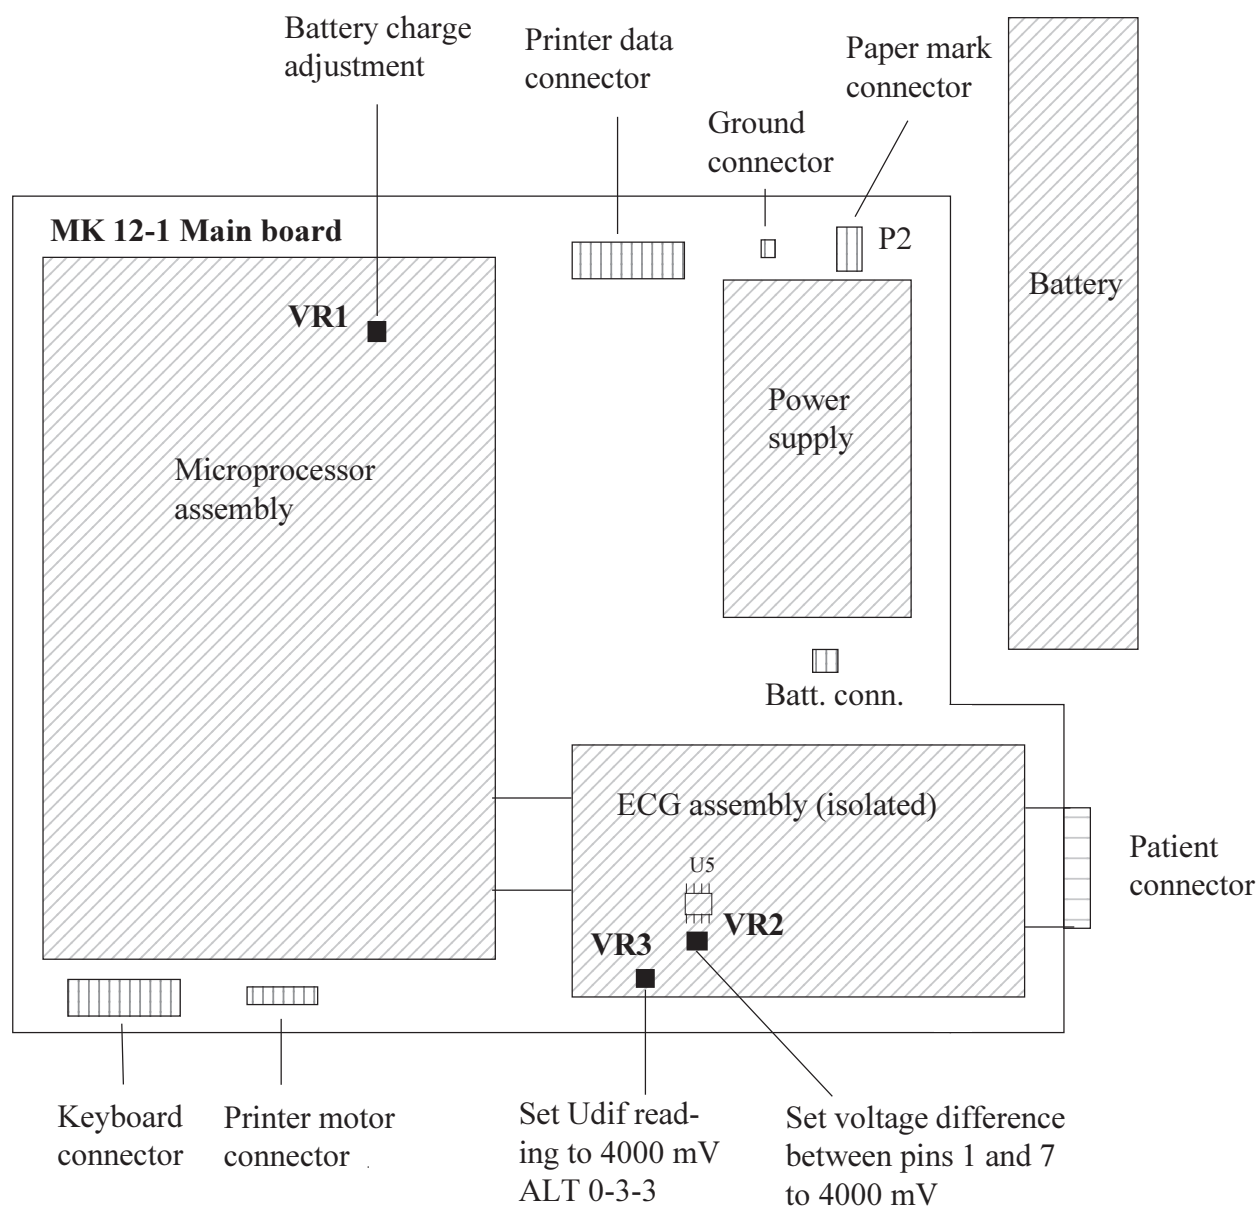 Battery charge
adjustment
Printer data
connector
Paper mark
connector
Ground
connector
MK 12-1 Main board
P2
Battery
VR1
Power
supply
Microprocessor
assembly
Batt. conn.
ECG assembly (isolated)
U5
VR2
VR3
Patient
connector
Keyboard
connector
Printer motor
connector
Set Udif read-
ing to 4000 mV
ALT 0-3-3
Set voltage difference
between pins 1 and 7
to 4000 mV